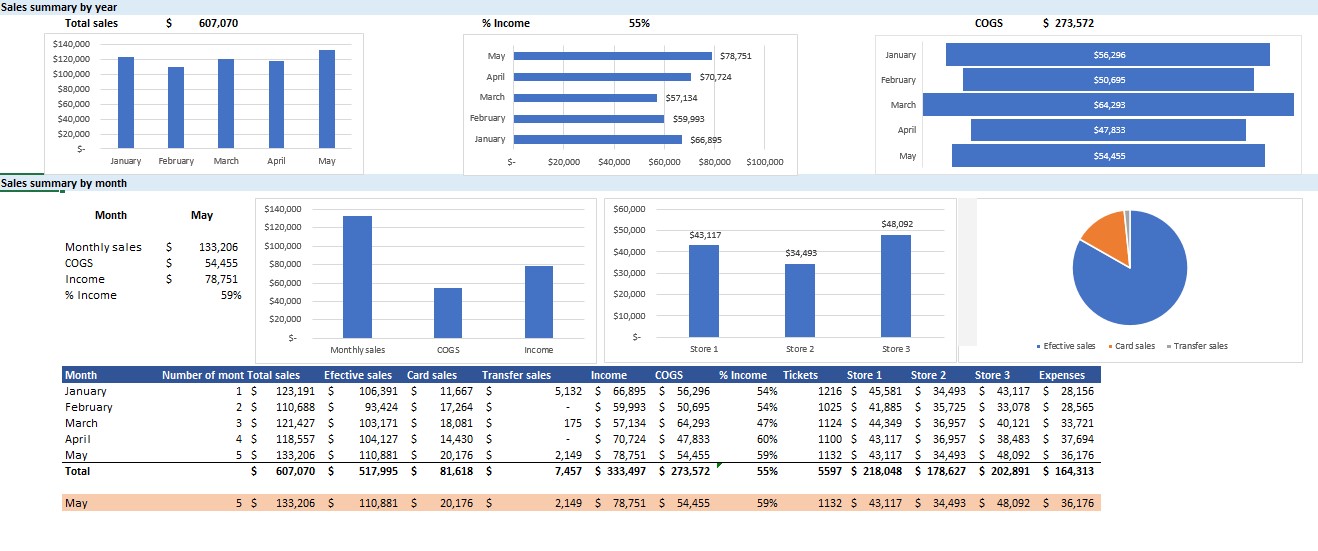 Sales summary by year
Total sales $ 607,070 % Income 55% COGS $ 273,572
$140,000
$120,000
$100,000
$80,000
$60,000
$40,000
$20,000
$-
January February March April May
May $78,751
April $70,724
March $57,134
February $59,993
January $66,895
$- $20,000 $40,000 $60,000 $80,000 $100,000
January $56,296
February $50,695
March $64,293
April $47,833
May $54,455
Sales summary by month
Month May
Monthly sales $ 133,206
COGS $ 54,455
Income $ 78,751
% Income 59%
$140,000
$120,000
$100,000
$80,000
$60,000
$40,000
$20,000
$-
Monthly sales COGS Income
$60,000
$50,000
$40,000
$30,000
$20,000
$10,000
$-
$43,117 $34,493 $48,092
Store 1 Store 2 Store 3
Efective sales Card sales Transfer sales
Month Number of mont Total sales Efective sales Card sales Transfer sales Income COGS % Income Tickets Store 1 Store 2 Store 3 Expenses
January 1 $ 123,191 $ 106,391 $ 11,667 $ 5,132 $ 66,895 $ 56,296 54% 1216 $ 45,581 $ 34,493 $ 43,117 $ 28,156
February 2 $ 110,688 $ 93,424 $ 17,264 $ - $ 59,993 $ 50,695 54% 1025 $ 41,885 $ 35,725 $ 33,078 $ 28,565
March 3 $ 121,427 $ 103,171 $ 18,081 $ 175 $ 57,134 $ 64,293 47% 1124 $ 44,349 $ 36,957 $ 40,121 $ 33,721
April 4 $ 118,557 $ 104,127 $ 14,430 $ - $ 70,724 $ 47,833 60% 1100 $ 43,117 $ 36,957 $ 38,483 $ 37,694
May 5 $ 133,206 $ 110,881 $ 20,176 $ 2,149 $ 78,751 $ 54,455 59% 1132 $ 43,117 $ 34,493 $ 48,092 $ 36,176
Total $ 607,070 $ 517,995 $ 81,618 $ 7,457 $ 333,497 $ 273,572 55% 5597 $ 218,048 $ 178,627 $ 202,891 $ 164,313
May 5 $ 133,206 $ 110,881 $ 20,176 $ 2,149 $ 78,751 $ 54,455 59% 1132 $ 43,117 $ 34,493 $ 48,092 $ 36,176